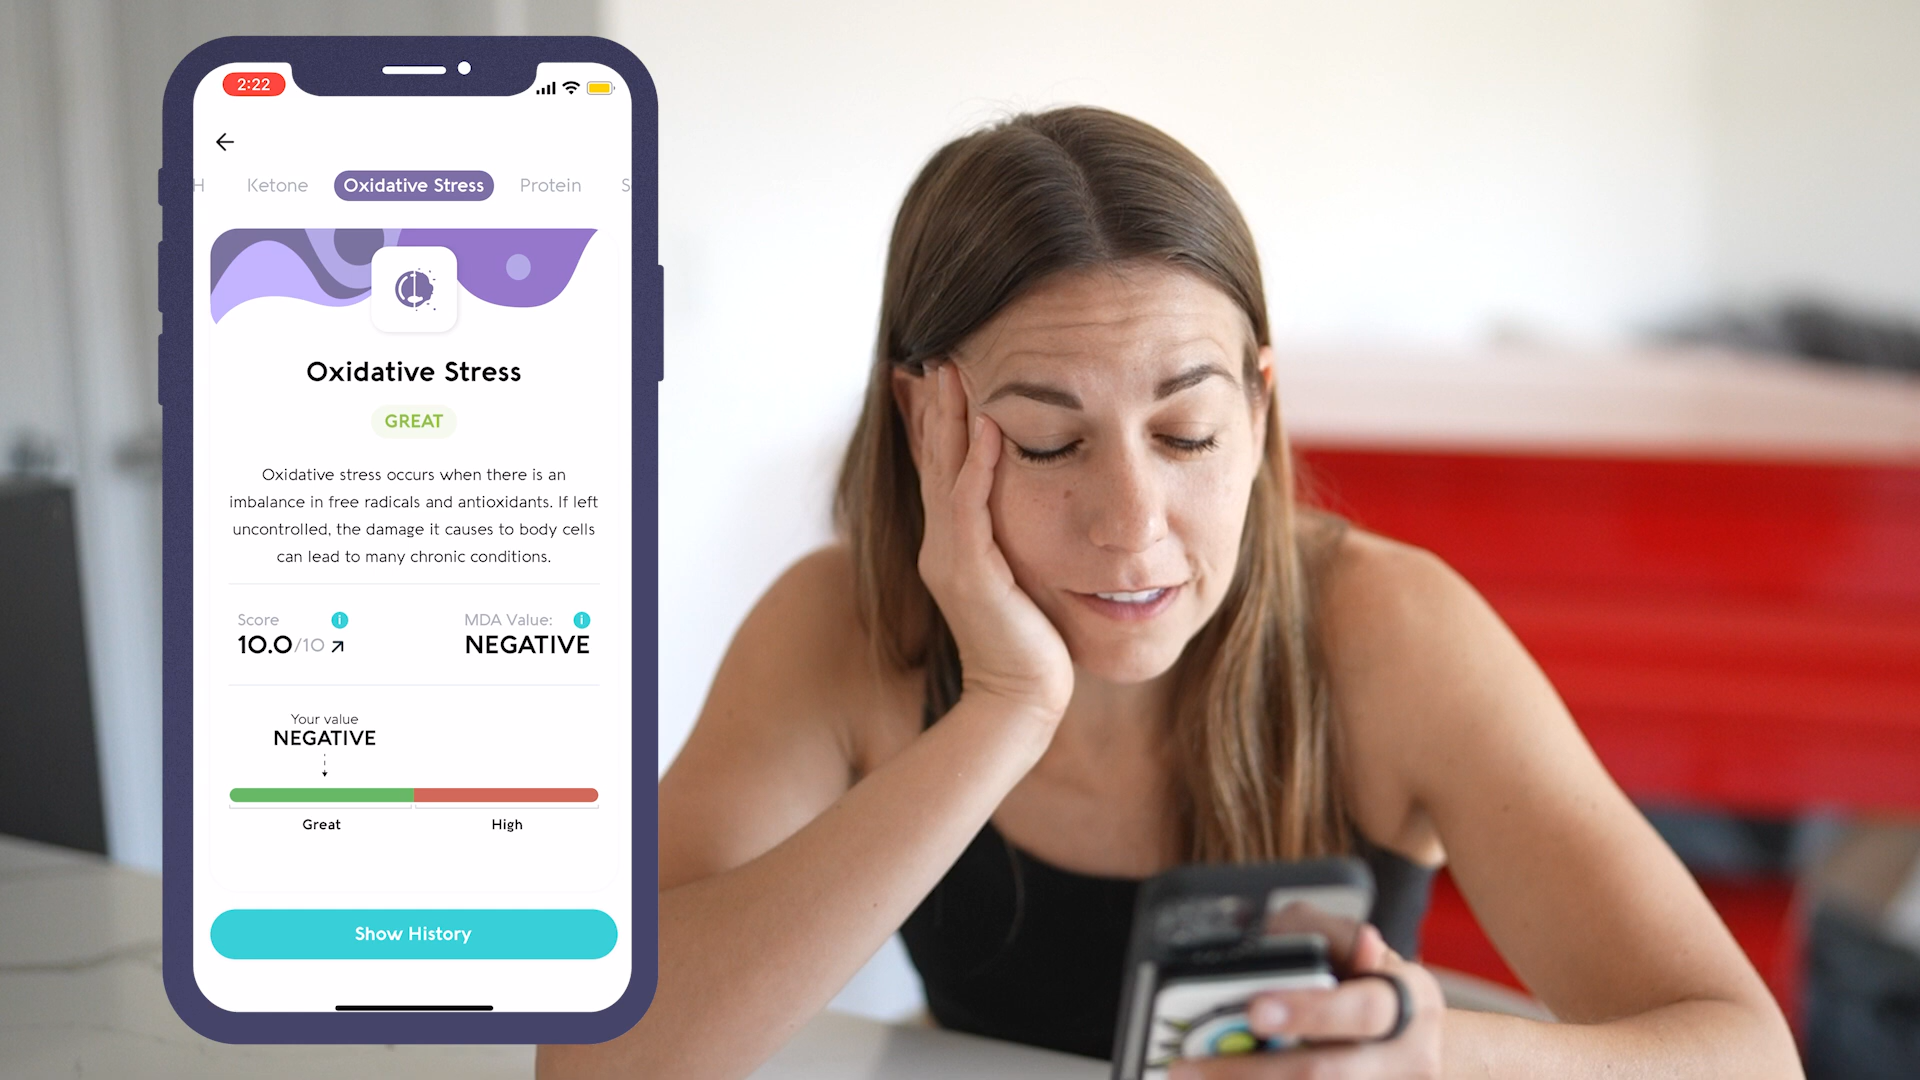 2:22
H Ketone Oxidative Stress Protein S
Oxidative Stress
GREAT
Oxidative stress occurs when there is an
imbalance in free radicals and antioxidants. If left
uncontrolled, the damage it causes to body cells
can lead to many chronic conditions.
Score i MDA Value: i
10.0/10 NEGATIVE
Your value
NEGATIVE
Great High
Show History